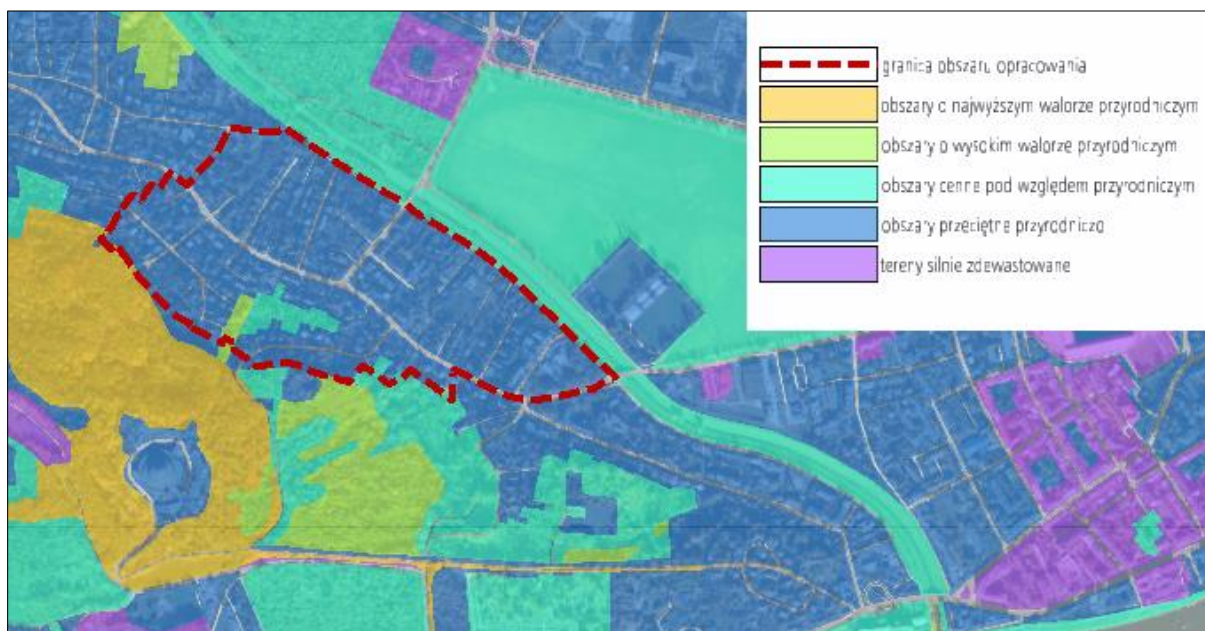 granica obszaru opracowania
obszary o najwyższym walorze przyrodniczym
obszary o wysokim walorze przyrodniczym
obszary cenne pod względem przyrodniczym
obszary przeciętne przyrodniczo
tereny silnie zdewastowane